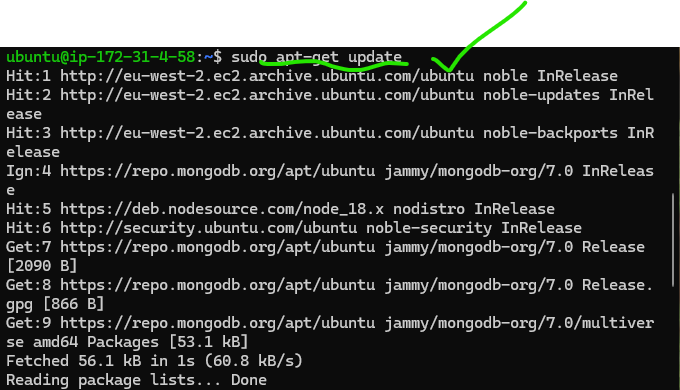 ubuntu@ip-172-31-4-58:~$ sudo apt-get update
Hit:1 http://eu-west-2.ec2.archive.ubuntu.com/ubuntu noble InRelease
Hit:2 http://eu-west-2.ec2.archive.ubuntu.com/ubuntu noble-updates InRel
ease
Hit:3 http://eu-west-2.ec2.archive.ubuntu.com/ubuntu noble-backports InR
elease
Ign:4 https://repo.mongodb.org/apt/ubuntu jammy/mongodb-org/7.0 InReleas
e
Hit:5 https://deb.nodesource.com/node_18.x nodistro InRelease
Hit:6 http://security.ubuntu.com/ubuntu noble-security InRelease
Get:7 https://repo.mongodb.org/apt/ubuntu jammy/mongodb-org/7.0 Release
[2090 B]
Get:8 https://repo.mongodb.org/apt/ubuntu jammy/mongodb-org/7.0 Release.
gpg [866 B]
Get:9 https://repo.mongodb.org/apt/ubuntu jammy/mongodb-org/7.0/multiver
se amd64 Packages [53.1 kB]
Fetched 56.1 kB in 1s (60.8 kB/s)
Reading package lists... Done